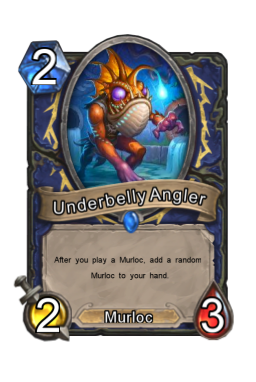 2
Underbelly Angler
After you play a Murloc, add a random
Murloc to your hand.
2
Murloc
3